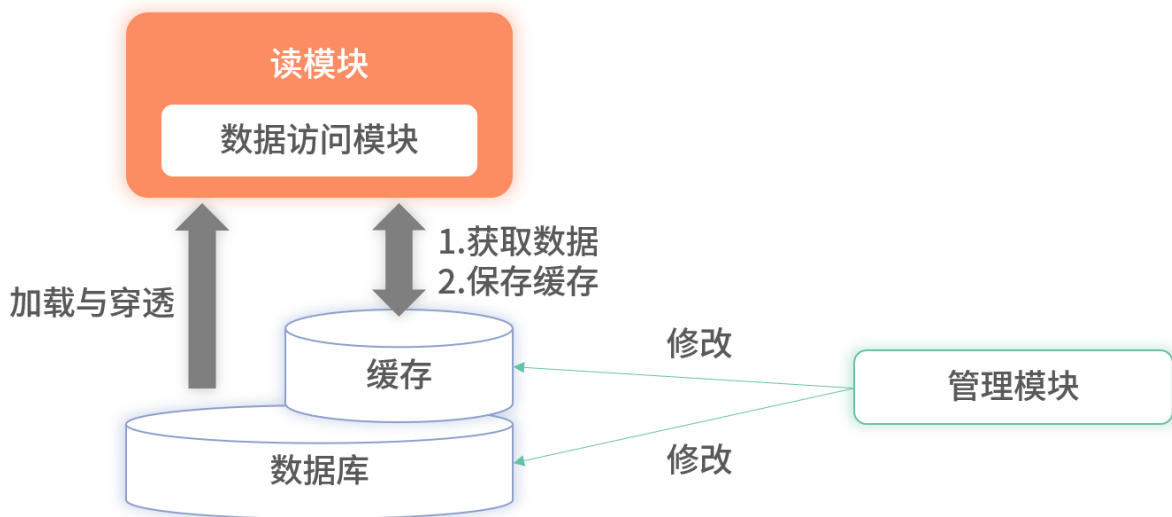 读模块
数据访问模块
1.获取数据
2.保存缓存
加载与穿透
缓存
数据库
修改
修改
管理模块